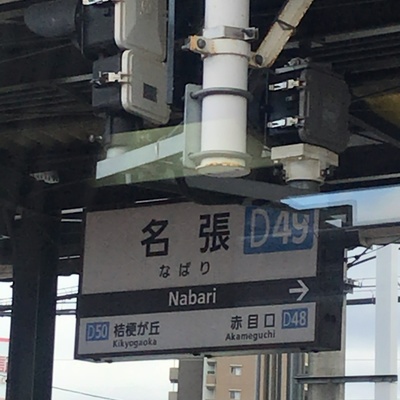 名張 D49
なばり
Nabari →
D50 桔梗が丘 赤目口 D48
Kikyogaoka Akameguchi